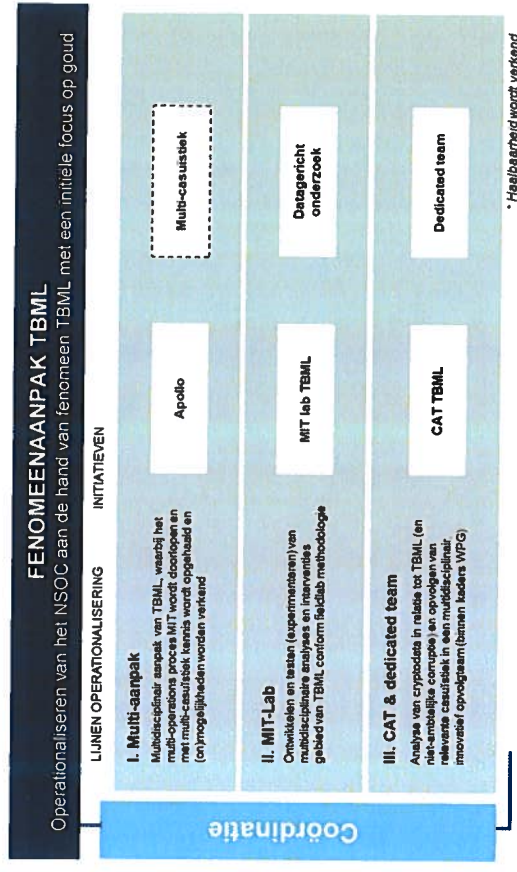 FENOMEENAANPAK TBML
Operationaliseren van het NSOC aan de hand van fenomeen TBML met een initiële focus op goud
LIJNEN OPERATIONALISERING
INITIATIEVEN
Coördinatie
I. Multi-aanpak
Multidisciplinair aanpak van TBML, waarbij het
multi-operations proces MIT wordt doorlopen en
met multi-casuïstiek kennis wordt opgehaald en
(on)mogelijkheden worden verkend
Apollo
Multi-casuïstiek
II. MIT-Lab
Ontwikkelen en testen (experimenteren) van
multidisciplinaire analyses en interventies
gebied van TBML conform fieldlab methodologie
MIT lab TBML
Datagericht
onderzoek
III. CAT & dedicated team
Analyse van cryptodata in relatie tot TBML (en
niet-ambtelijke corruptie) en opvolgen van
relevante casuïstiek in een multidisciplinair,
innovatief opvolgteam (binnen kaders WPG)
CAT TBML
Dedicated team
* Haalbaarheid wordt verkend